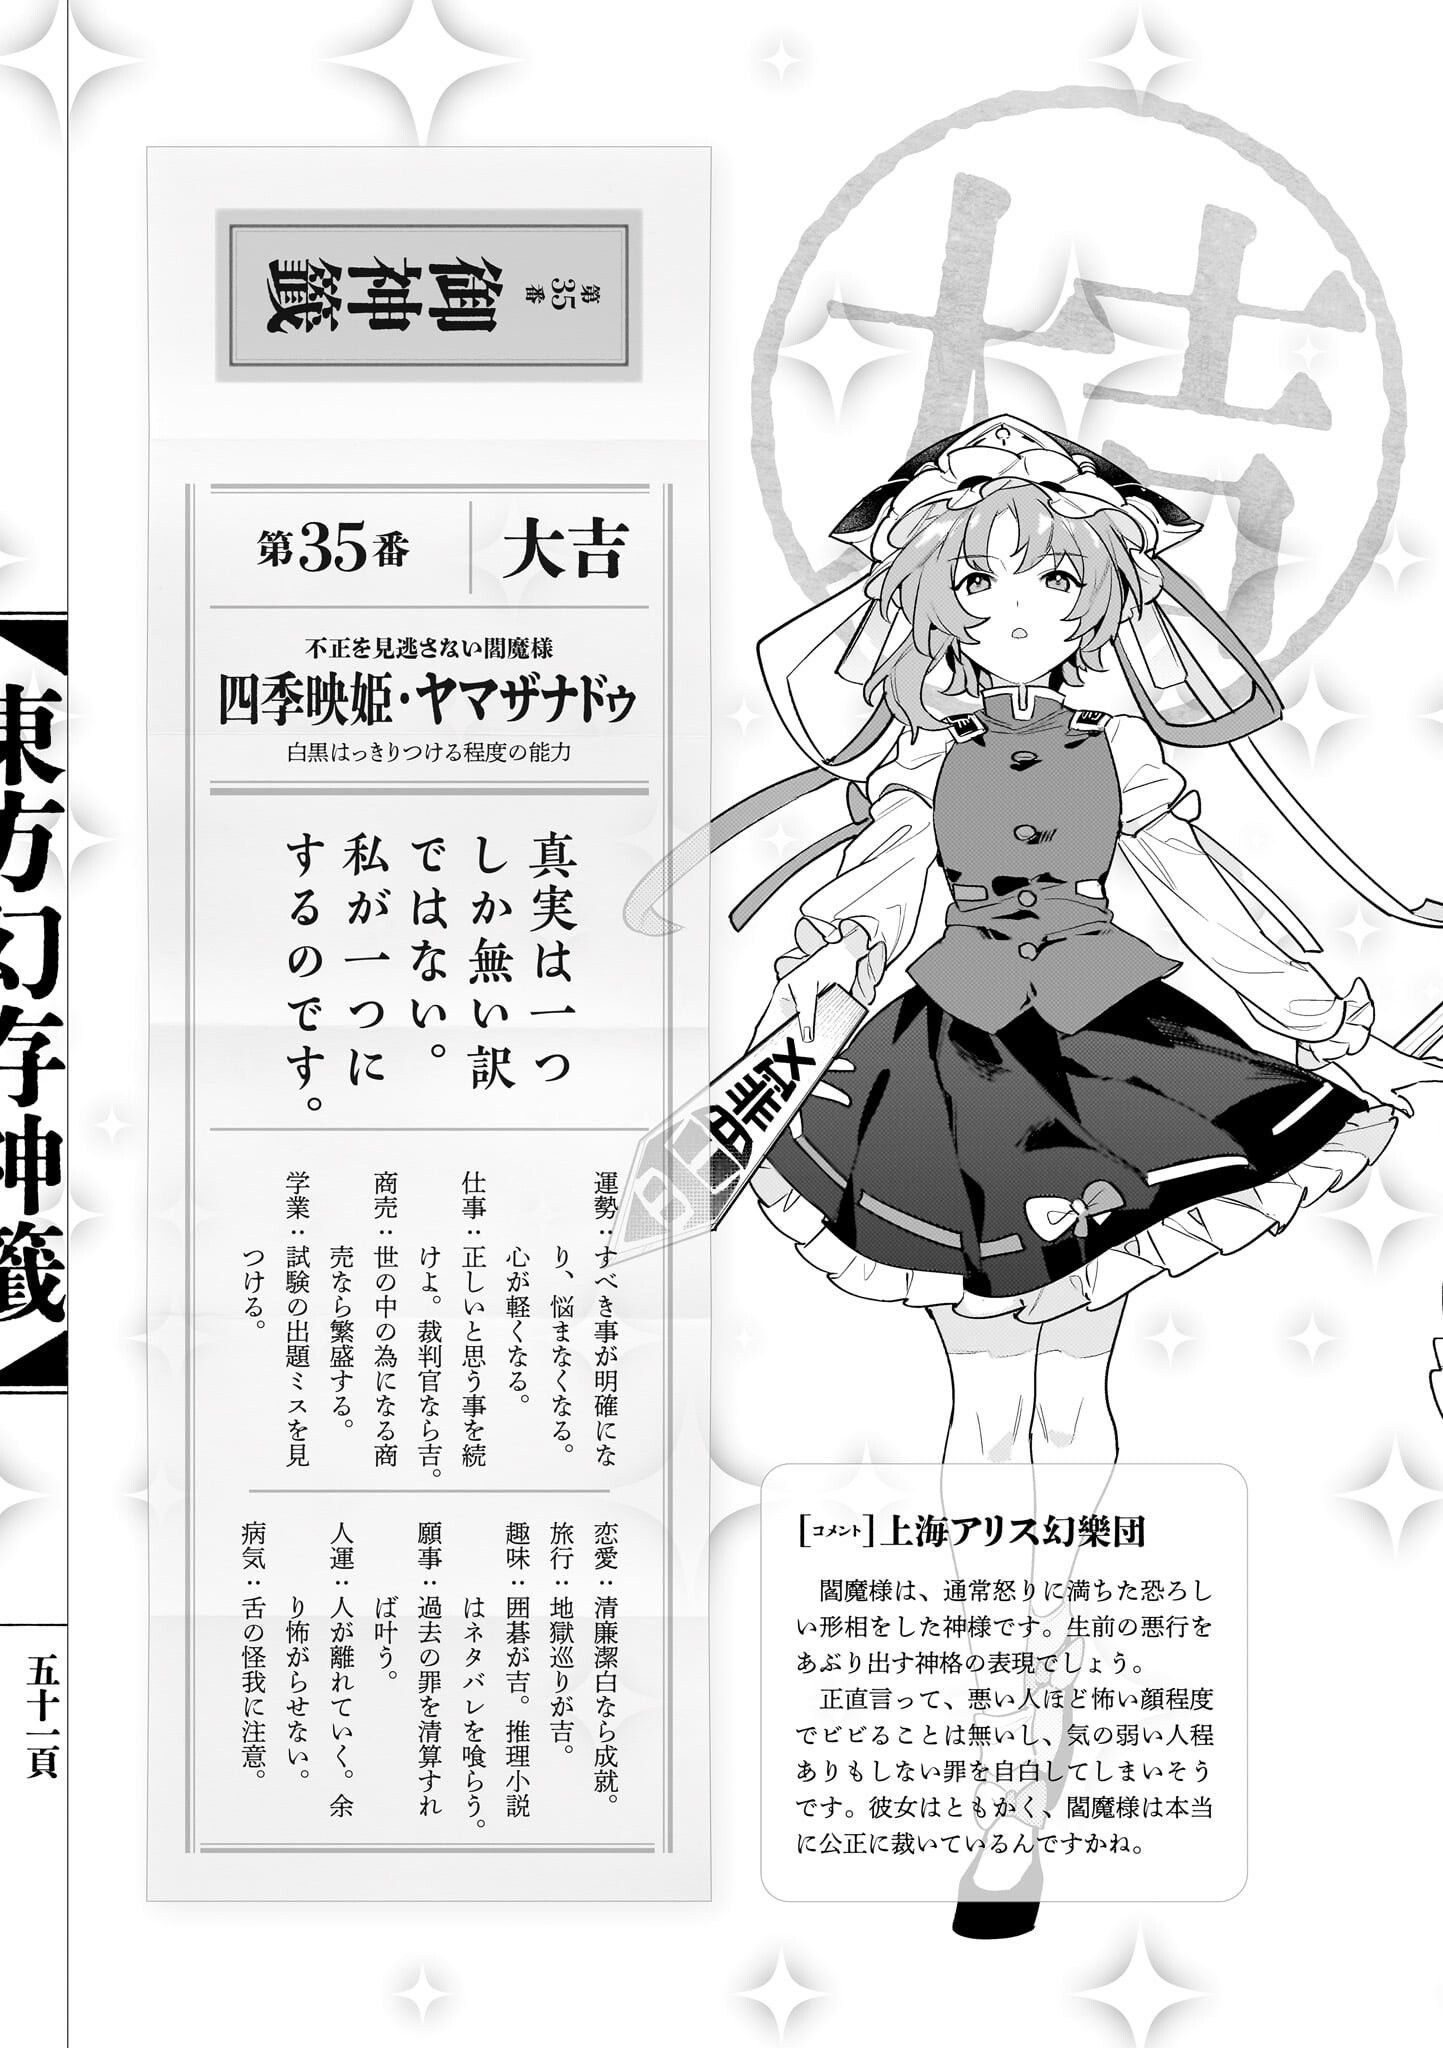 東方幻存神籤
五十一頁
御神籤
第35番
大吉
第35番
不正を見逃さない閻魔様
四季映姫・ヤマザナドゥ
白黒はっきりつける程度の能力
真実は一つ
しか無い訳
ではない。
私が一つに
するのです。
運勢：すべき事が明確にな
り、悩まなくなる。
心が軽くなる。
仕事：正しいと思う事を続
けよ。裁判官なら吉。
商売：世の中の為になる商
売なら繁盛する。
学業：試験の出題ミスを見
つける。
恋愛：清廉潔白なら成就。
旅行：地獄巡りが吉。
趣味：囲碁が吉。推理小説
はネタバレを喰らう。
願事：過去の罪を清算すれ
ば叶う。
人運：人が離れていく。余
り怖がらせない。
病気：舌の怪我に注意。
［コメント］上海アリス幻樂団
閻魔様は、通常怒りに満ちた恐ろし
い形相をした神様です。生前の悪行を
あぶり出す神格の表現でしょう。
正直言って、悪い人ほど怖い顔程度
でビビることは無いし、気の弱い人程
ありもしない罪を自白してしまいそう
です。彼女はともかく、閻魔様は本当
に公正に裁いているんですかね。